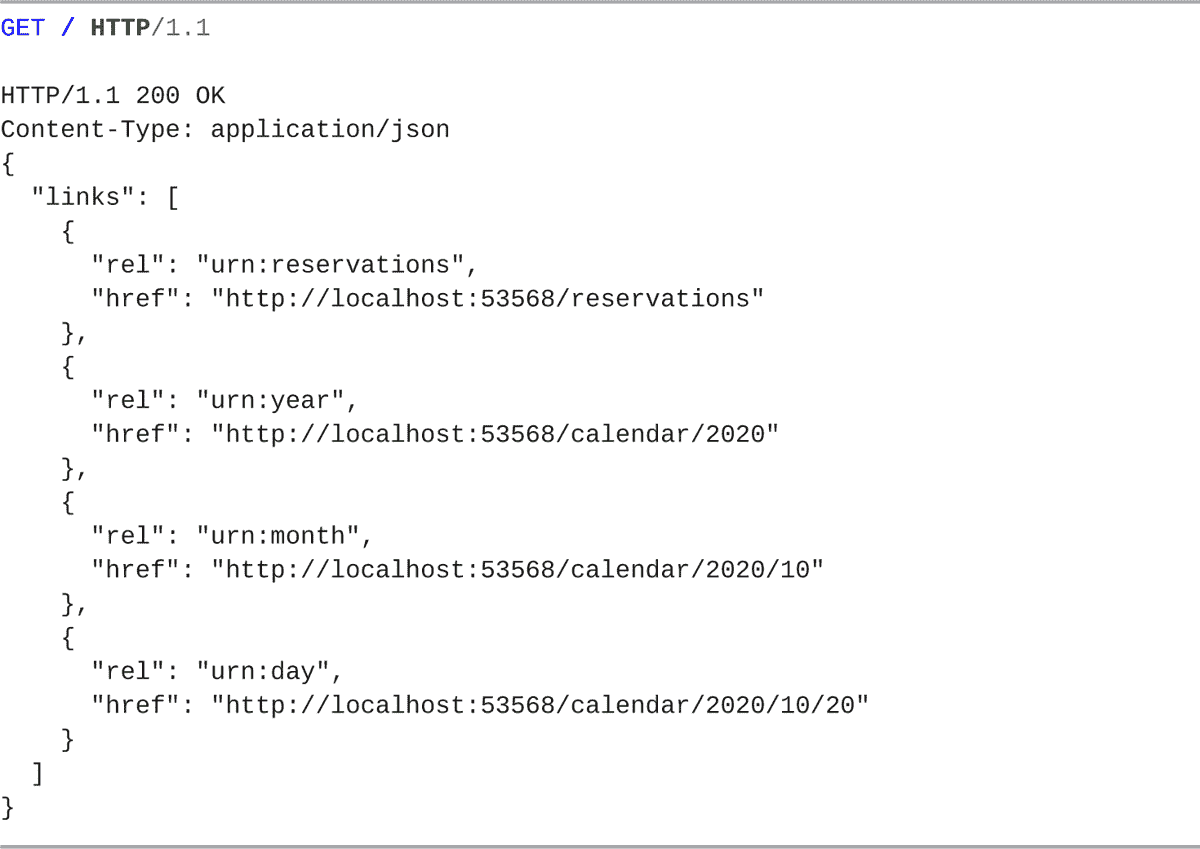 GET / HTTP/1.1
HTTP/1.1 200 OK
Content-Type: application/json
{
  "links": [
    {
      "rel": "urn:reservations",
      "href": "http://localhost:53568/reservations"
    },
    {
      "rel": "urn:year",
      "href": "http://localhost:53568/calendar/2020"
    },
    {
      "rel": "urn:month",
      "href": "http://localhost:53568/calendar/2020/10"
    },
    {
      "rel": "urn:day",
      "href": "http://localhost:53568/calendar/2020/10/20"
    }
  ]
}